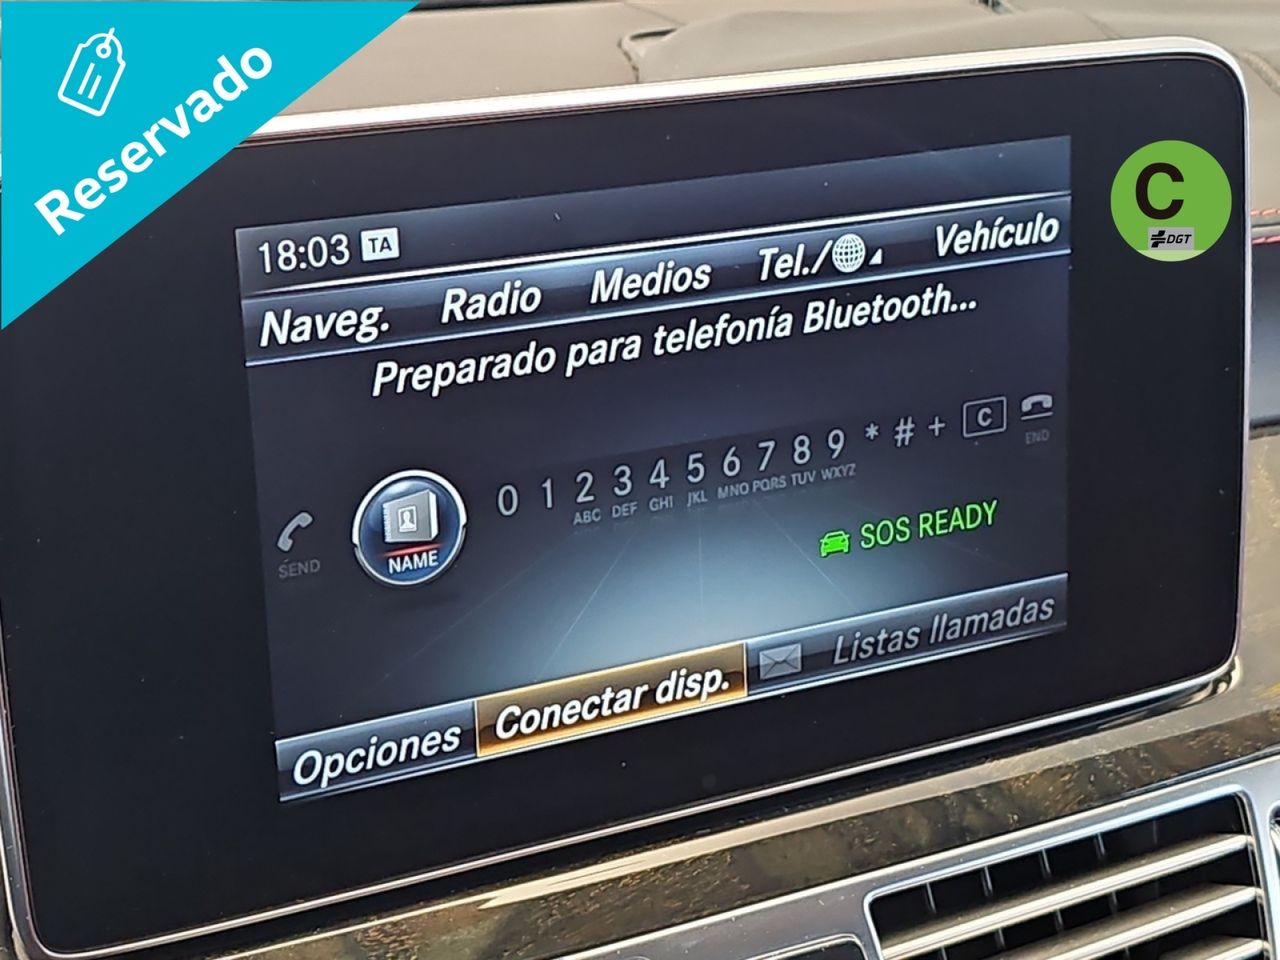 Reservado
C
DGT
18:03 TA
Naveg. Radio Medios Tel./ Vehículo
Preparado para telefonía Bluetooth...
SEND
NAME
0 1 2 3 4 5 6 7 8 9 * # + C
ABC DEF GHI JKL MNO PQRS TUV WXYZ
END
SOS READY
Opciones Conectar disp. Listas llamadas